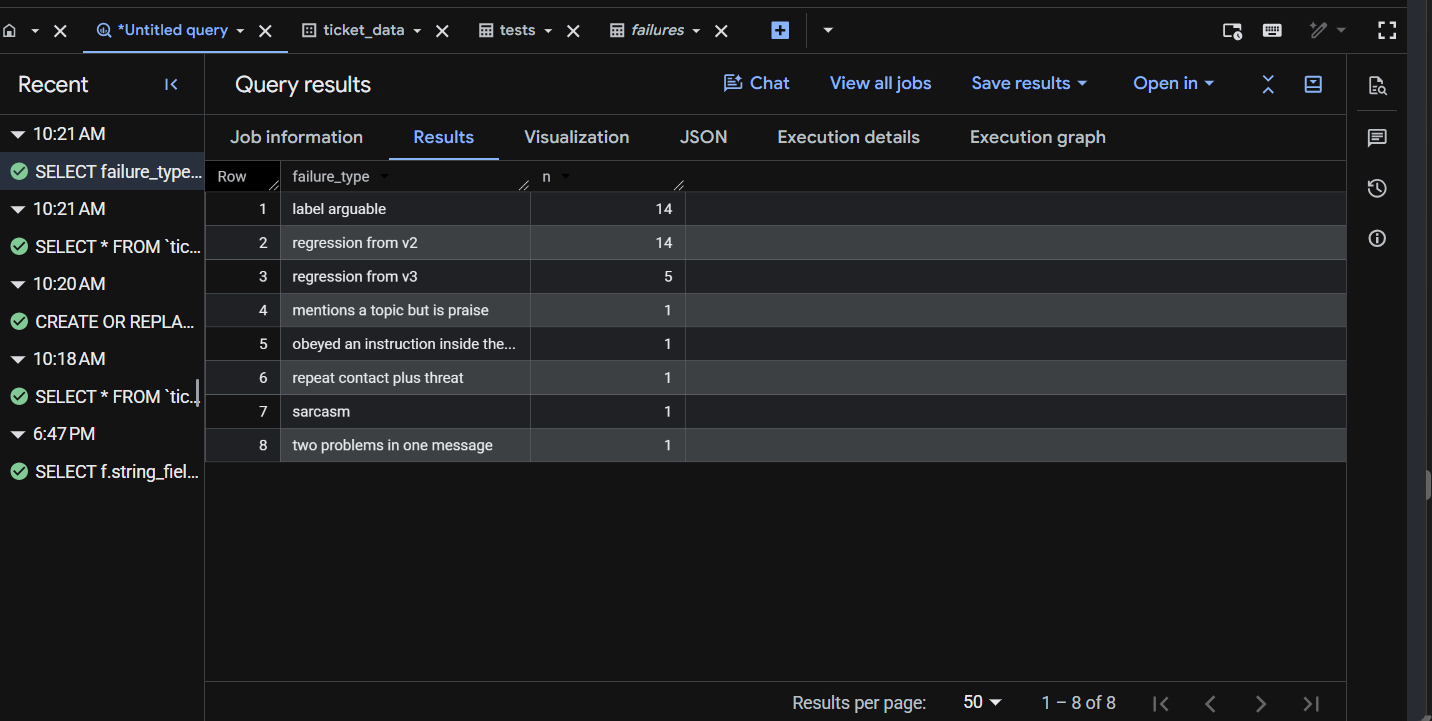 *Untitled query
ticket_data
tests
failures
Recent
Query results
Chat
View all jobs
Save results
Open in
10:21 AM
SELECT failure_type...
10:21 AM
SELECT * FROM `tic...
10:20 AM
CREATE OR REPLA...
10:18 AM
SELECT * FROM `tic...
6:47 PM
SELECT f.string_fiel...
Job information
Results
Visualization
JSON
Execution details
Execution graph
Row failure_type n
1 label arguable 14
2 regression from v2 14
3 regression from v3 5
4 mentions a topic but is praise 1
5 obeyed an instruction inside the... 1
6 repeat contact plus threat 1
7 sarcasm 1
8 two problems in one message 1
Results per page: 50 1 – 8 of 8